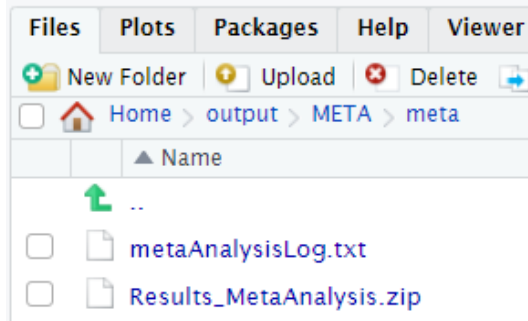 Files Plots Packages Help Viewer
New Folder Upload Delete
Home > output > META > meta
▲ Name
..
metaAnalysisLog.txt
Results_MetaAnalysis.zip